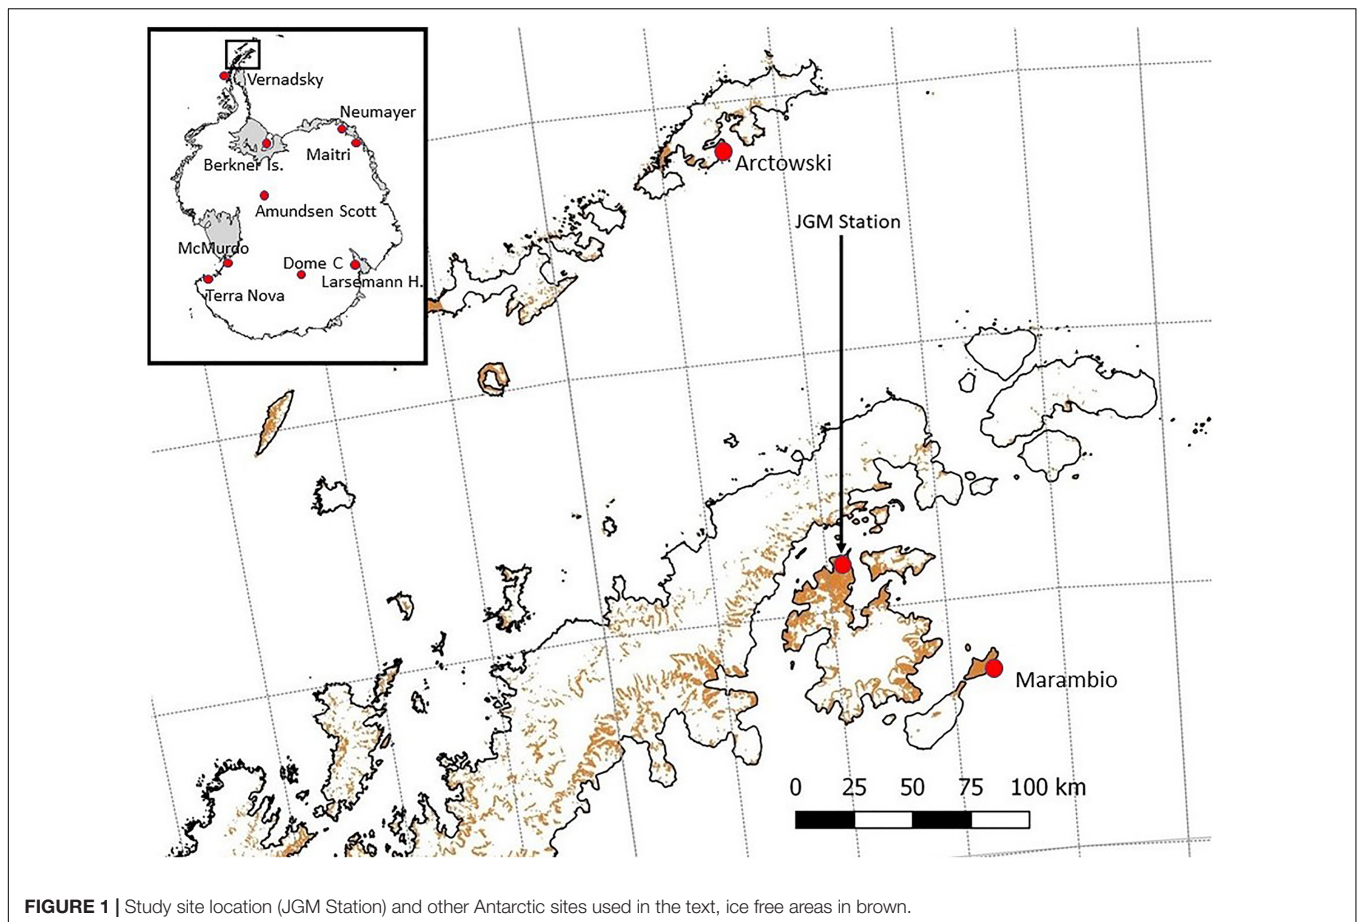 Vernadsky
Neumayer
Maitri
Berkner Is.
Amundsen Scott
McMurdo
Dome C
Larsemann H.
Terra Nova
Arctowski
JGM Station
Marambio
0 25 50 75 100 km
FIGURE 1 | Study site location (JGM Station) and other Antarctic sites used in the text, ice free areas in brown.